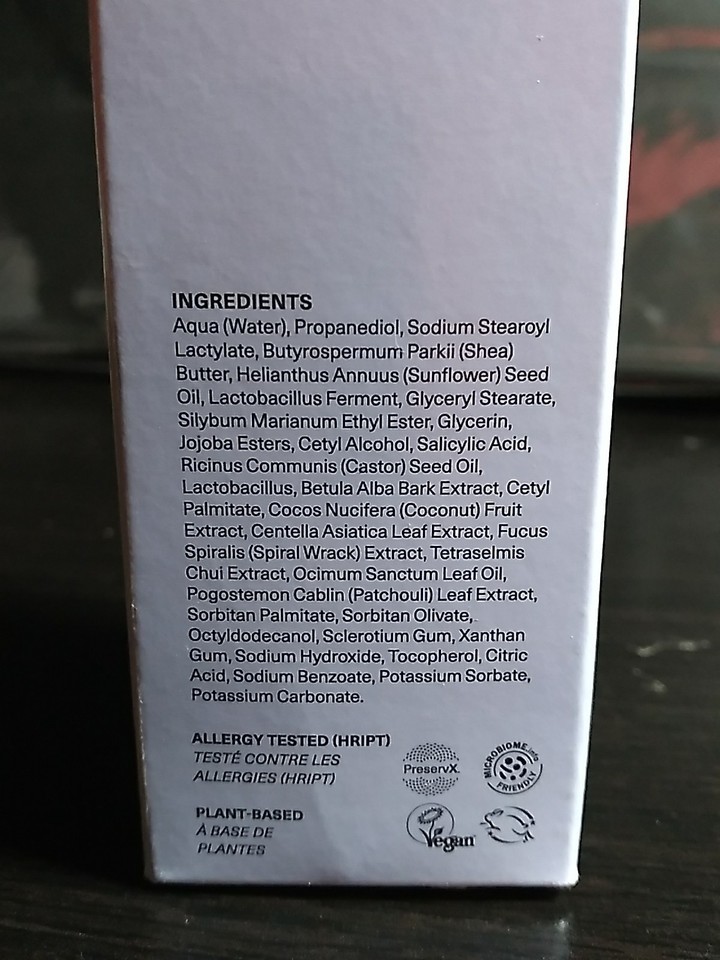 INGREDIENTS
Aqua (Water), Propanediol, Sodium Stearoyl
Lactylate, Butyrospermum Parkii (Shea)
Butter, Helianthus Annuus (Sunflower) Seed
Oil, Lactobacillus Ferment, Glyceryl Stearate,
Silybum Marianum Ethyl Ester, Glycerin,
Jojoba Esters, Cetyl Alcohol, Salicylic Acid,
Ricinus Communis (Castor) Seed Oil,
Lactobacillus, Betula Alba Bark Extract, Cetyl
Palmitate, Cocos Nucifera (Coconut) Fruit
Extract, Centella Asiatica Leaf Extract, Fucus
Spiralis (Spiral Wrack) Extract, Tetraselmis
Chui Extract, Ocimum Sanctum Leaf Oil,
Pogostemon Cablin (Patchouli) Leaf Extract,
Sorbitan Palmitate, Sorbitan Olivate,
Octyldodecanol, Sclerotium Gum, Xanthan
Gum, Sodium Hydroxide, Tocopherol, Citric
Acid, Sodium Benzoate, Potassium Sorbate,
Potassium Carbonate.
ALLERGY TESTED (HRIPT)
TESTÉ CONTRE LES
ALLERGIES (HRIPT)
PreservX.
MICROBIOME.info
FRIENDLY
PLANT-BASED
À BASE DE
PLANTES
Vegan